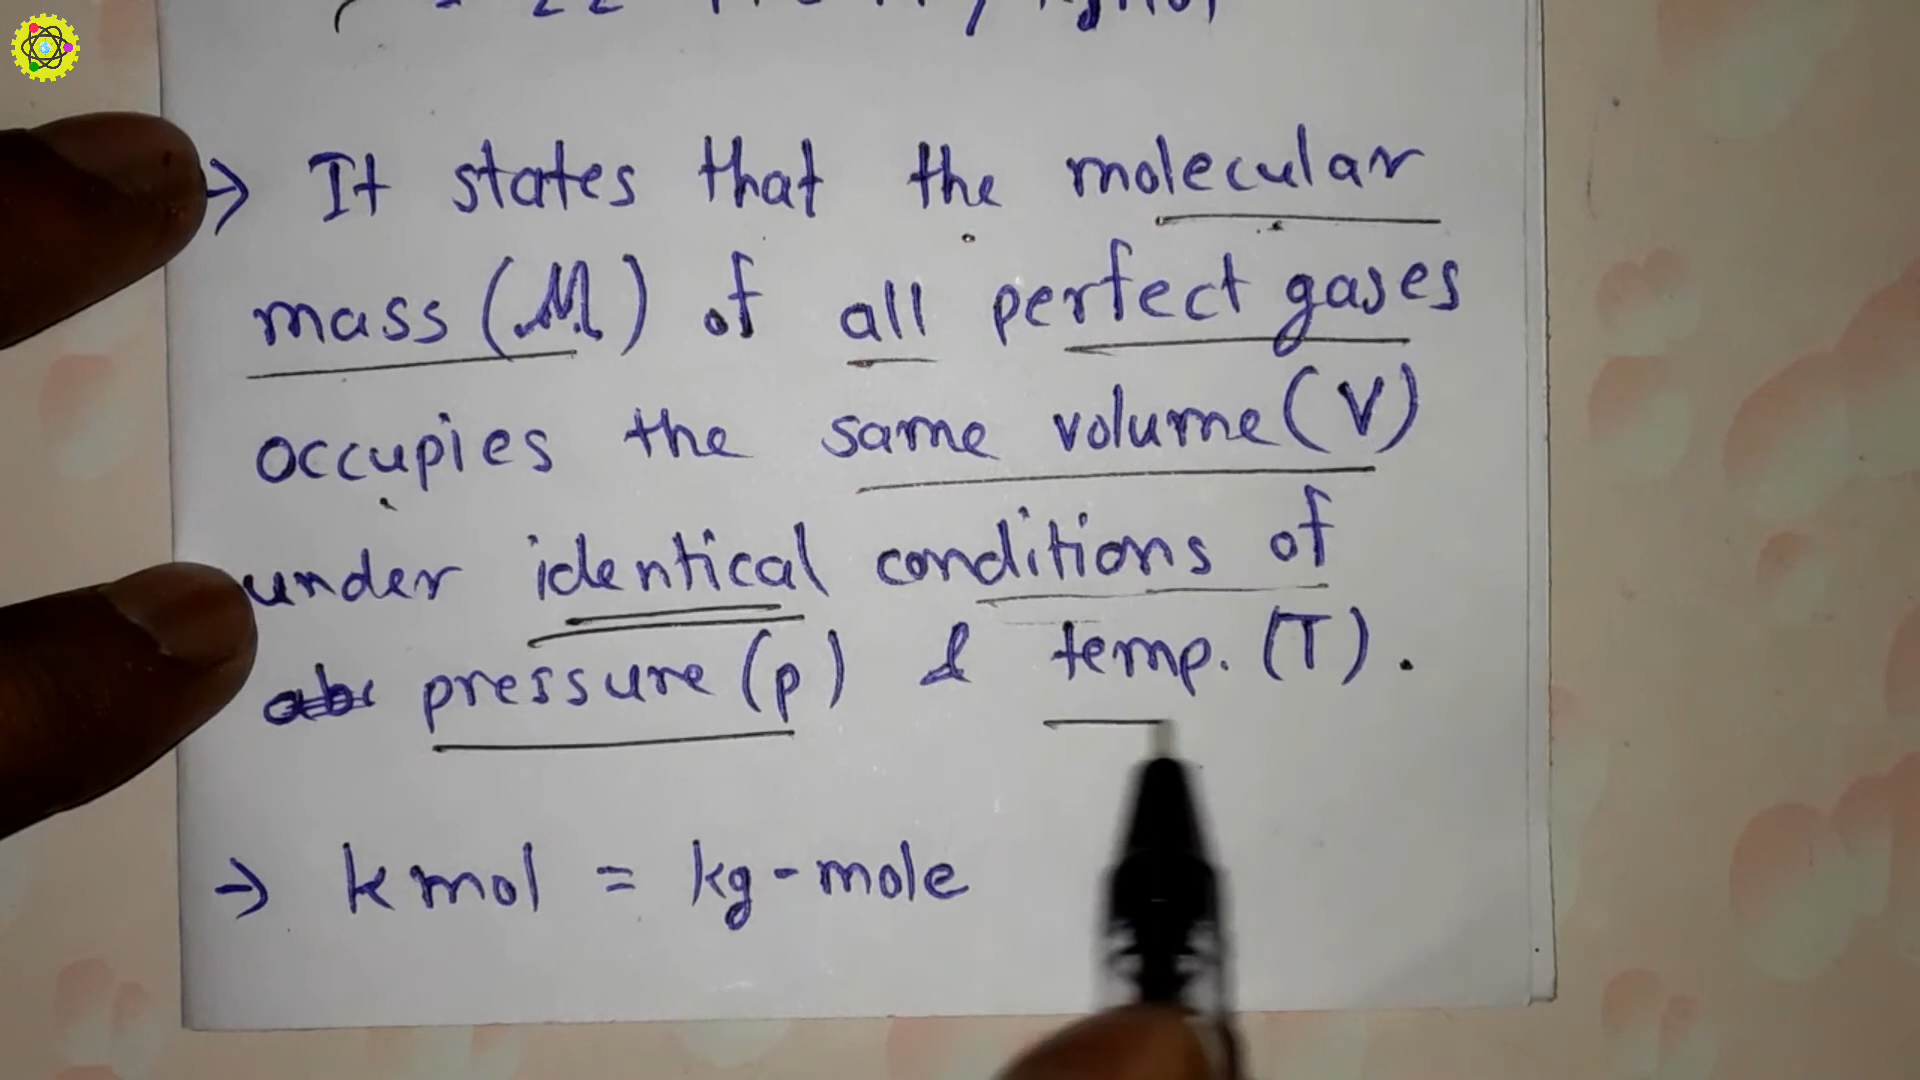 → It states that the molecular
mass (M) of all perfect gases
occupies the same volume (V)
under identical conditions of
pressure (p) & temp. (T).
→ kmol = kg-mole